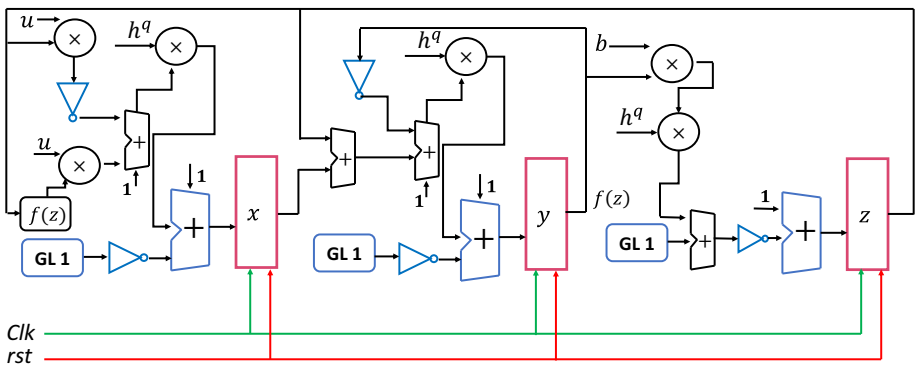 u
×
h^q
×
h^q
×
b
×
h^q
×
u
×
+
1
+
+
1
f(z)
1
+
x
1
+
y
f(z)
1
+
z
GL 1
GL 1
GL 1
+
Clk
rst